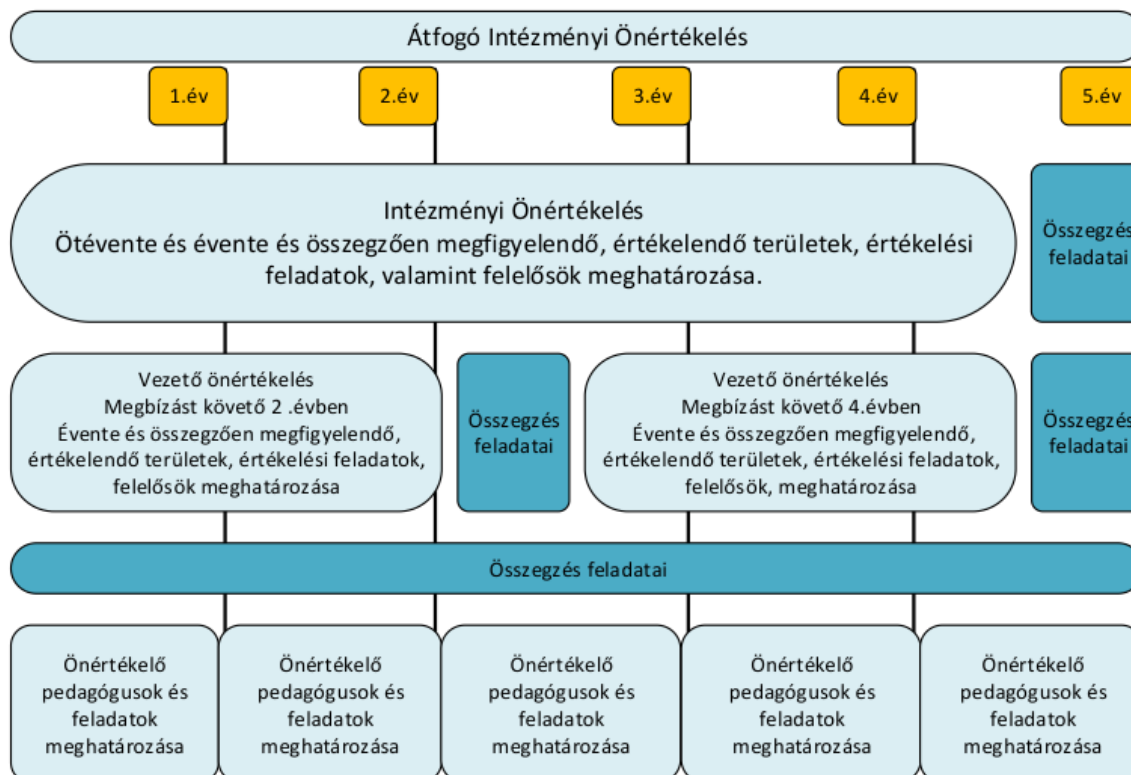 Átfogó Intézményi Önértékelés
1.év
2.év
3.év
4.év
5.év
Intézményi Önértékelés
Ötévente és évente és összegzően megfigyelendő, értékelendő területek, értékelési
feladatok, valamint felelősök meghatározása.
Összegzés
feladatai
Vezető önértékelés
Megbízást követő 2 .évben
Évente és összegzően megfigyelendő,
értékelendő területek, értékelési feladatok,
felelősök meghatározása
Összegzés
feladatai
Vezető önértékelés
Megbízást követő 4.évben
Évente és összegzően megfigyelendő,
értékelendő területek, értékelési feladatok,
felelősök, meghatározása
Összegzés
feladatai
Összegzés feladatai
Önértékelő
pedagógusok és
feladatok
meghatározása
Önértékelő
pedagógusok és
feladatok
meghatározása
Önértékelő
pedagógusok és
feladatok
meghatározása
Önértékelő
pedagógusok és
feladatok
meghatározása
Önértékelő
pedagógusok és
feladatok
meghatározása